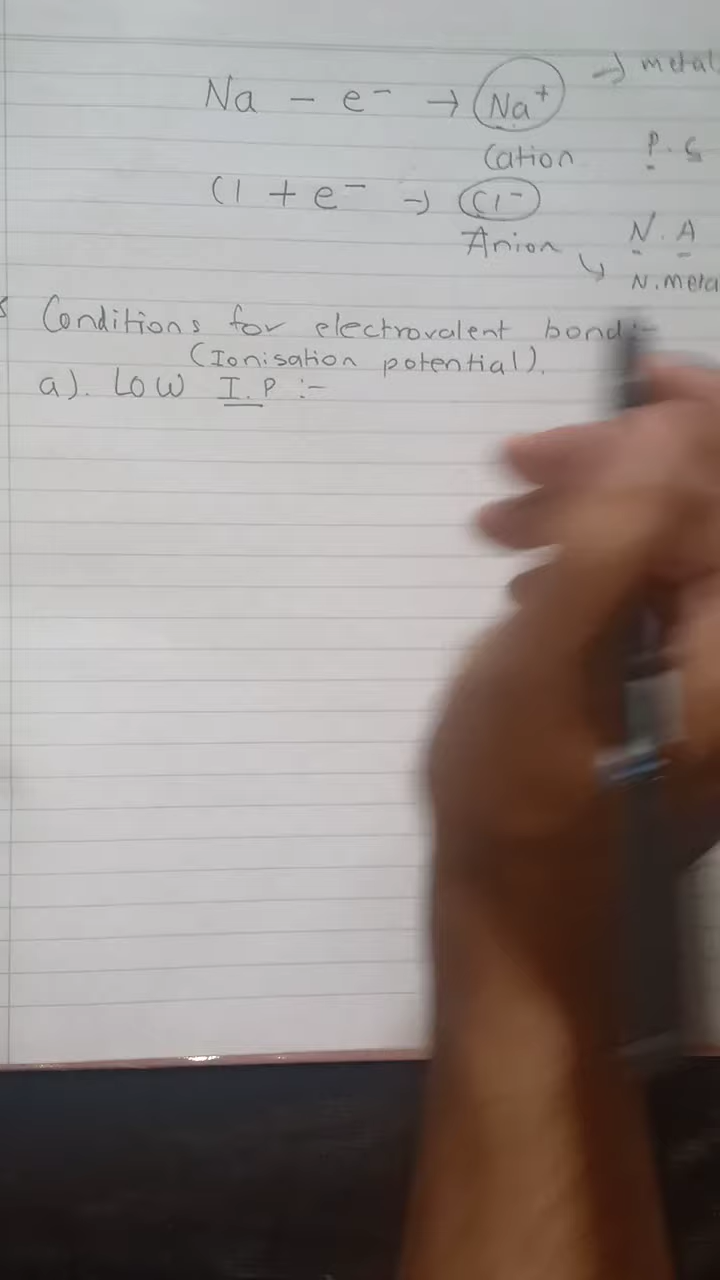 → metal
Na - e⁻ → Na⁺
Cation P. C
Cl + e⁻ → Cl⁻
Anion N. A
↳ N. meta
Conditions for electrovalent bond:-
(Ionisation potential).
a). Low I.P :-